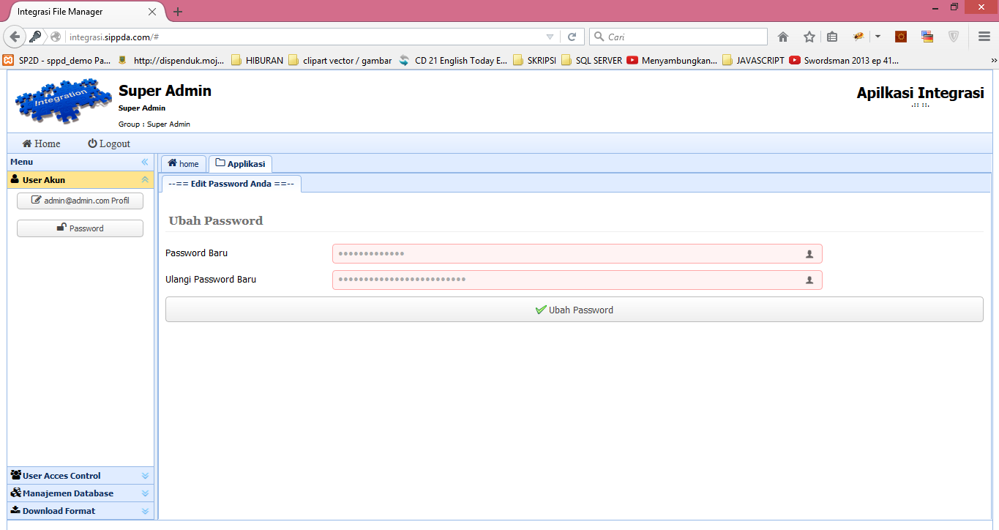 Integrasi File Manager
integrasi.sippda.com/#
Cari
SP2D - sppd_demo Pa...
http://dispenduk.moj...
HIBURAN
clipart vector / gambar
CD 21 English Today E...
SKRIPSI
SQL SERVER
Menyambungkan...
JAVASCRIPT
Swordsman 2013 ep 41...
Integration
Super Admin
Super Admin
Group : Super Admin
Apilkasi Integrasi
.:: ::.
Home
Logout
Menu
home
Applikasi
User Akun
--== Edit Password Anda ==--
admin@admin.com Profil
Password
Ubah Password
Password Baru
•••••••••••••
Ulangi Password Baru
•••••••••••••••••••••••••
Ubah Password
User Acces Control
Manajemen Database
Download Format